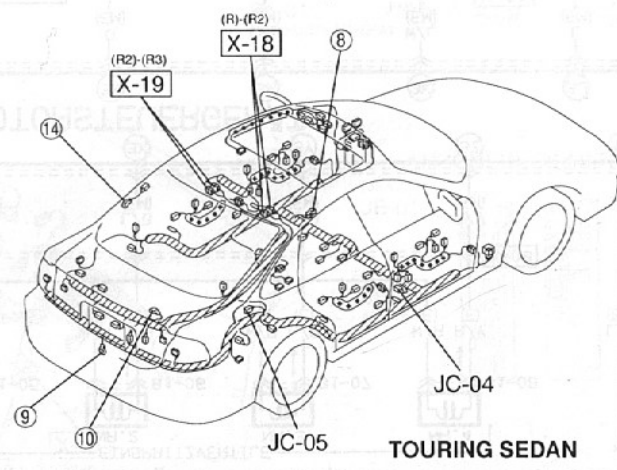 (R)-(R2)
X-18
8
(R2)-(R3)
X-19
14
JC-04
9
10
JC-05
TOURING SEDAN